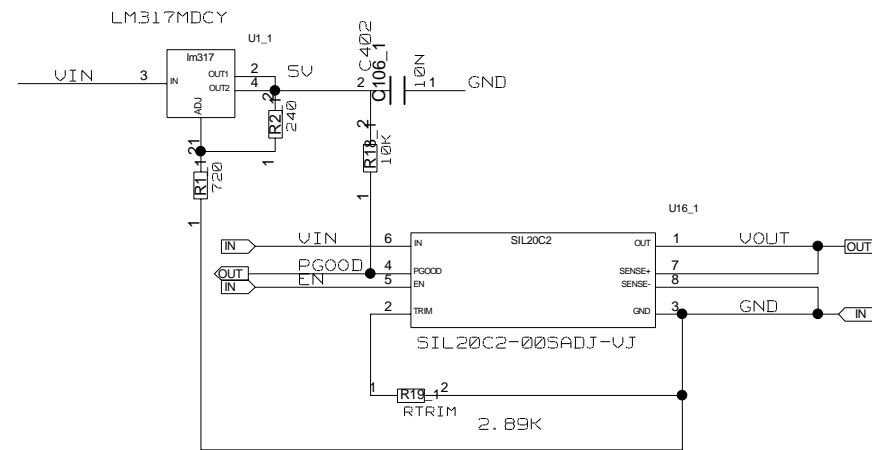 LM317MDCY
U1_1
lm317
VIN
3
IN
OUT1
OUT2
ADJ
2
4
5V
2
C402
C106_1
10N
1
GND
2
R2_1
240
1
21
R1_1
720
1
2
R18_1
10K
1
U16_1
SIL20C2
IN
VIN
6
IN
OUT
1
VOUT
OUT
OUT
PGOOD
4
PGOOD
SENSE+
7
IN
EN
5
EN
SENSE-
8
2
TRIM
GND
3
GND
IN
SIL20C2-00SADJ-VJ
1
R19_1
2
RTRIM
2.89K